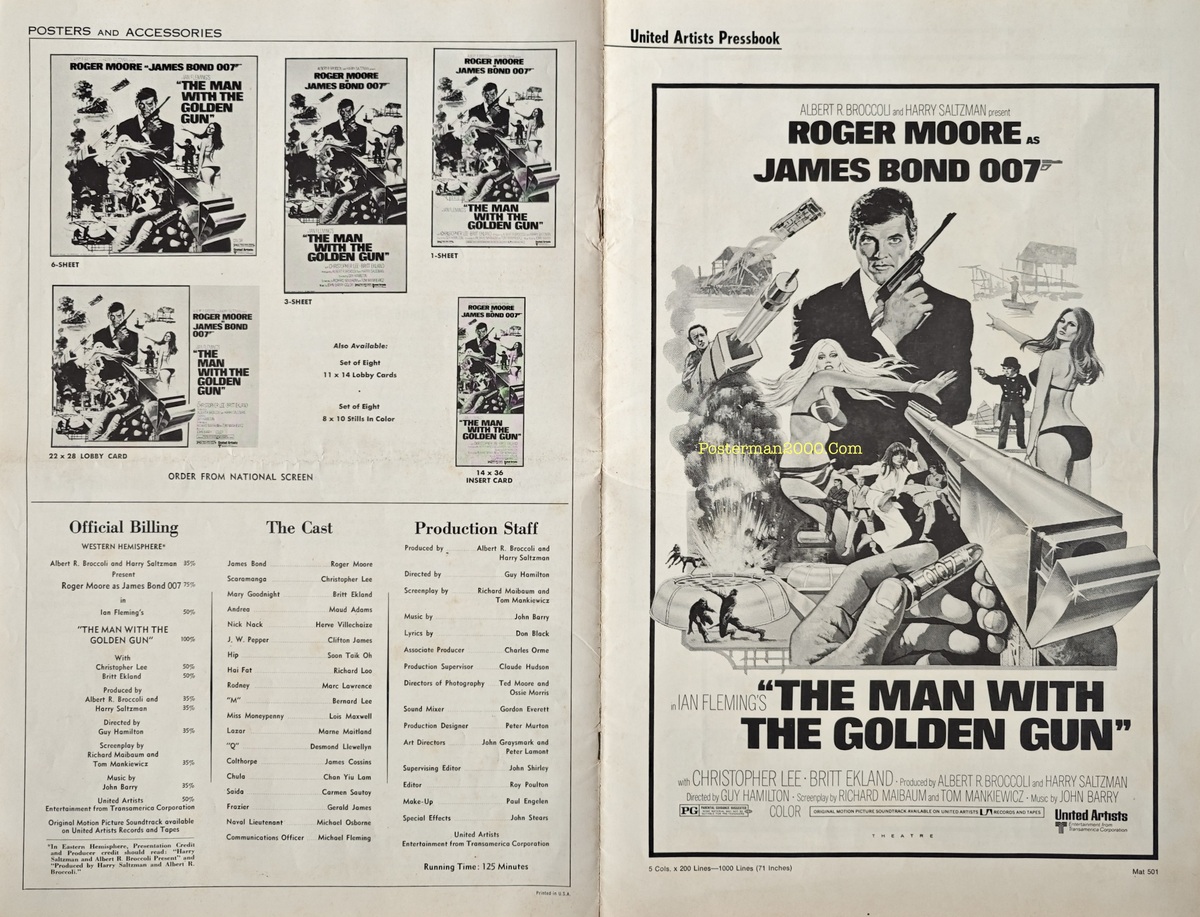 POSTERS AND ACCESSORIES
ROGER MOORE AS JAMES BOND 007
"THE MAN
WITH THE
GOLDEN
GUN"
6-SHEET
ROGER MOORE
JAMES BOND 007
"THE MAN
WITH THE
GOLDEN GUN"
3-SHEET
ROGER MOORE
JAMES BOND 007
"THE MAN
WITH THE
GOLDEN GUN"
1-SHEET
ROGER MOORE
JAMES BOND
007
"THE
MAN
WITH THE
GOLDEN
GUN"
22 x 28 LOBBY CARD
Also Available:
Set of Eight
11 x 14 Lobby Cards
Set of Eight
8 x 10 Stills In Color
ROGER MOORE
JAMES BOND 007
"THE MAN
WITH THE
GOLDEN GUN"
14 x 36
INSERT CARD
ORDER FROM NATIONAL SCREEN
Official Billing
WESTERN HEMISPHERE*
Albert R. Broccoli and Harry Saltzman 35%
Present
Roger Moore as James Bond 007 75%
in
Ian Fleming's 50%
"THE MAN WITH THE
GOLDEN GUN" 100%
With
Christopher Lee 50%
Britt Ekland 50%
Produced by
Albert R. Broccoli and 35%
Harry Saltzman 35%
Directed by
Guy Hamilton 35%
Screenplay by
Richard Maibaum and
Tom Mankiewicz 35%
Music by
John Barry 35%
United Artists 50%
Entertainment from Transamerica Corporation
Original Motion Picture Soundtrack available
on United Artists Records and Tapes
*In Eastern Hemisphere, Presentation Credit
and Producer credit should read: "Harry
Saltzman and Albert R. Broccoli Present" and
"Produced by Harry Saltzman and Albert R.
Broccoli."
The Cast
James Bond Roger Moore
Scaramanga Christopher Lee
Mary Goodnight Britt Ekland
Andrea Maud Adams
Nick Nack Herve Villechaize
J. W. Pepper Clifton James
Hip Soon Taik Oh
Hai Fat Richard Loo
Rodney Marc Lawrence
"M" Bernard Lee
Miss Moneypenny Lois Maxwell
Lazar Marne Maitland
"Q" Desmond Llewellyn
Colthorpe James Cossins
Chula Chan Yiu Lam
Saida Carmen Sautoy
Frazier Gerald James
Naval Lieutenant Michael Osborne
Communications Officer Michael Fleming
Production Staff
Produced by Albert R. Broccoli and
Harry Saltzman
Directed by Guy Hamilton
Screenplay by Richard Maibaum and
Tom Mankiewicz
Music by John Barry
Lyrics by Don Black
Associate Producer Charles Orme
Production Supervisor Claude Hudson
Directors of Photography Ted Moore and
Ossie Morris
Sound Mixer Gordon Everett
Production Designer Peter Murton
Art Directors John Graysmark and
Peter Lamont
Supervising Editor John Shirley
Editor Roy Poulton
Make-Up Paul Engelen
Special Effects John Stears
United Artists
Entertainment from Transamerica Corporation
Running Time: 125 Minutes
Printed in U.S.A.
United Artists Pressbook
ALBERT R. BROCCOLI and HARRY SALTZMAN present
ROGER MOORE AS
JAMES BOND 007
Posterman2000.Com
007
in IAN FLEMING'S "THE MAN WITH
THE GOLDEN GUN"
with CHRISTOPHER LEE · BRITT EKLAND · Produced by ALBERT R. BROCCOLI and HARRY SALTZMAN
Directed by GUY HAMILTON · Screenplay by RICHARD MAIBAUM and TOM MANKIEWICZ · Music by JOHN BARRY
PG PARENTAL GUIDANCE SUGGESTED COLOR ORIGINAL MOTION PICTURE SOUNDTRACK AVAILABLE ON UNITED ARTISTS UA RECORDS AND TAPES
United Artists
Entertainment from
Transamerica Corporation
THEATRE
5 Cols. x 200 Lines—1000 Lines (71 Inches)
Mat 501